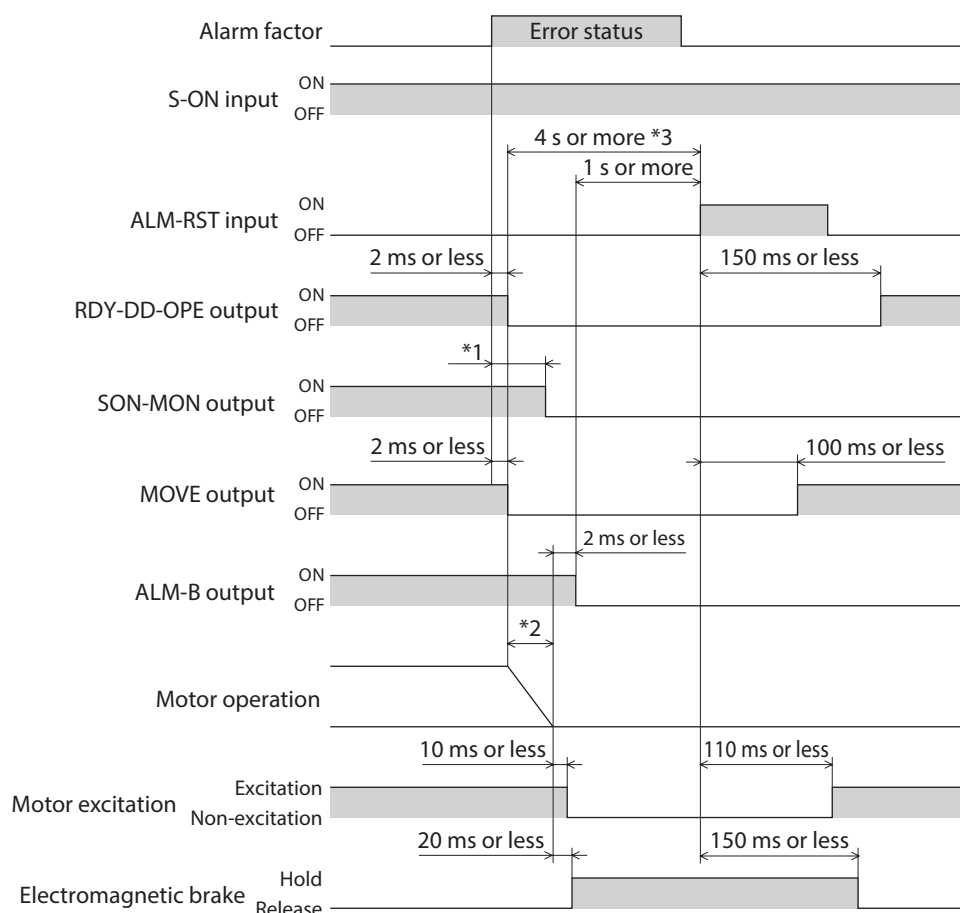 Alarm factor
Error status
S-ON input
ON
OFF
4 s or more *3
1 s or more
ALM-RST input
ON
OFF
2 ms or less
150 ms or less
RDY-DD-OPE output
ON
OFF
*1
SON-MON output
ON
OFF
2 ms or less
100 ms or less
MOVE output
ON
OFF
2 ms or less
ALM-B output
ON
OFF
*2
Motor operation
10 ms or less
110 ms or less
Motor excitation
Excitation
Non-excitation
20 ms or less
150 ms or less
Electromagnetic brake
Hold
Release